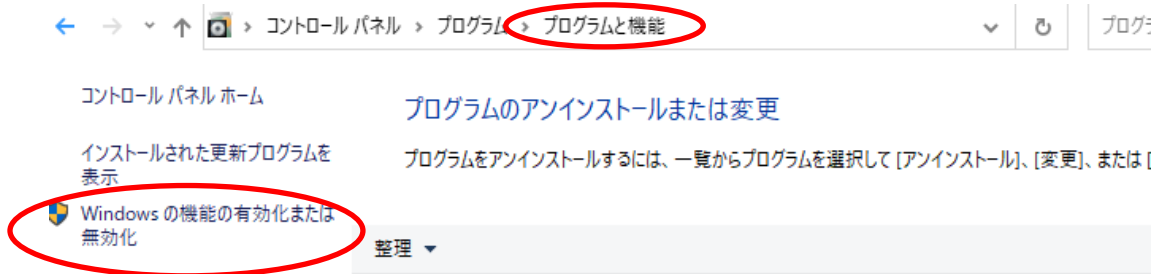 コントロール パネル › プログラム › プログラムと機能
コントロール パネル ホーム
プログラムのアンインストールまたは変更
インストールされた更新プログラムを
表示
プログラムをアンインストールするには、一覧からプログラムを選択して [アンインストール]、[変更]、または [
Windows の機能の有効化または
無効化
整理